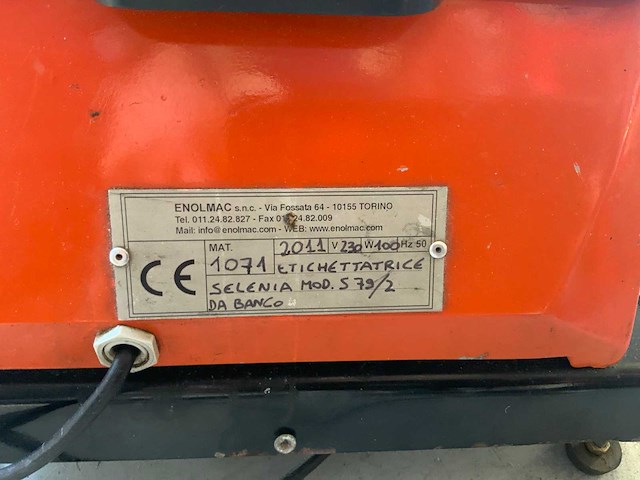 ENOLMAC s.n.c. - Via Fossata 64 - 10155 TORINO
Tel. 011.24.82.827 - Fax 011.24.82.009
Mail: info@enolmac.com - WEB: www.enolmac.com
CE
MAT. 2011 V 230 W 100 Hz 50
1071 ETICHETTATRICE
SELENIA MOD. S 79/2
DA BANCO